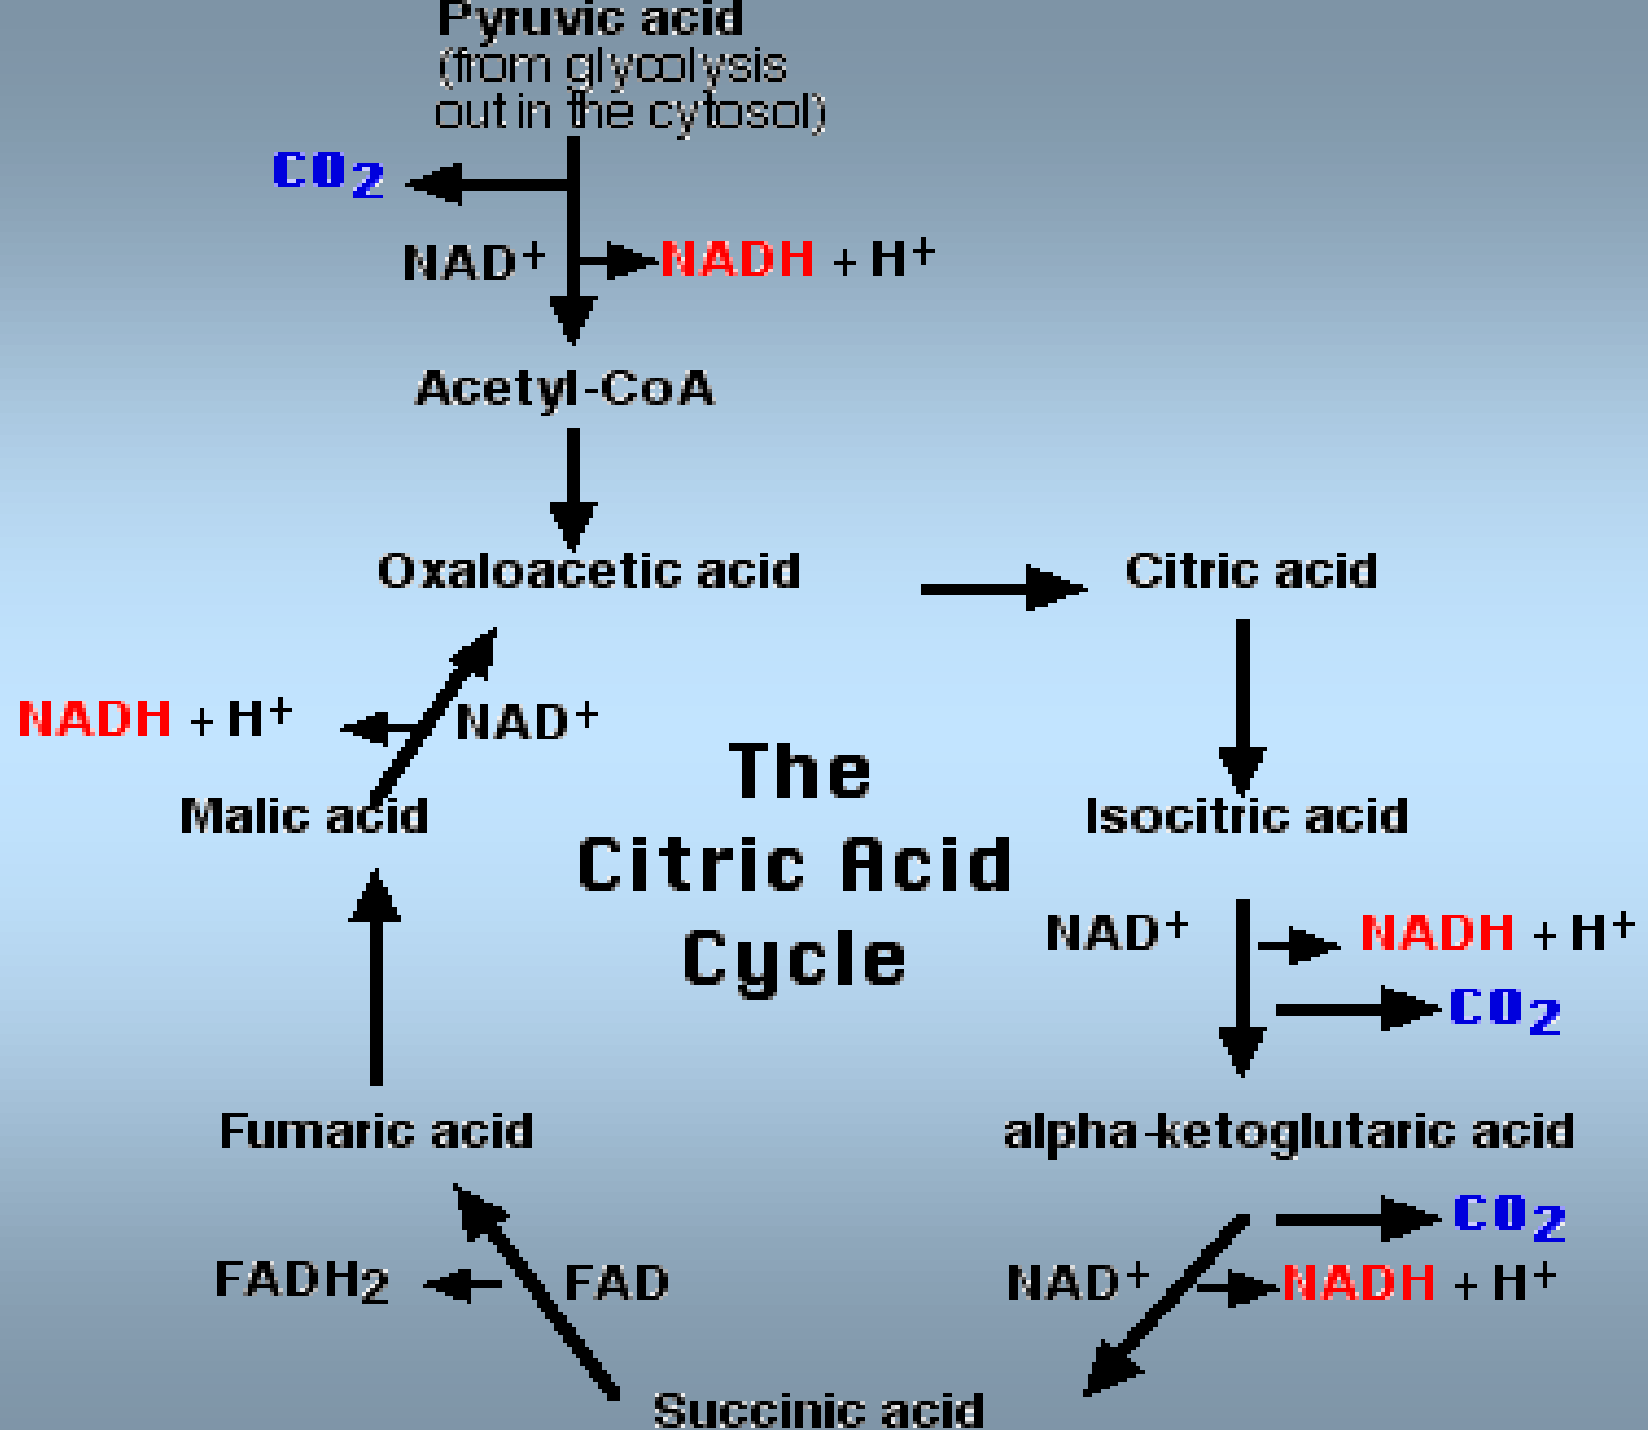 Pyruvic acid
(from glycolysis
out in the cytosol)
CO2
NAD+ NADH + H+
Acetyl-CoA
Oxaloacetic acid Citric acid
NADH + H+ NAD+
The
Citric Acid
Cycle
Malic acid Isocitric acid
NAD+ NADH + H+
CO2
Fumaric acid alpha-ketoglutaric acid
CO2
FADH2 FAD NAD+ NADH + H+
Succinic acid